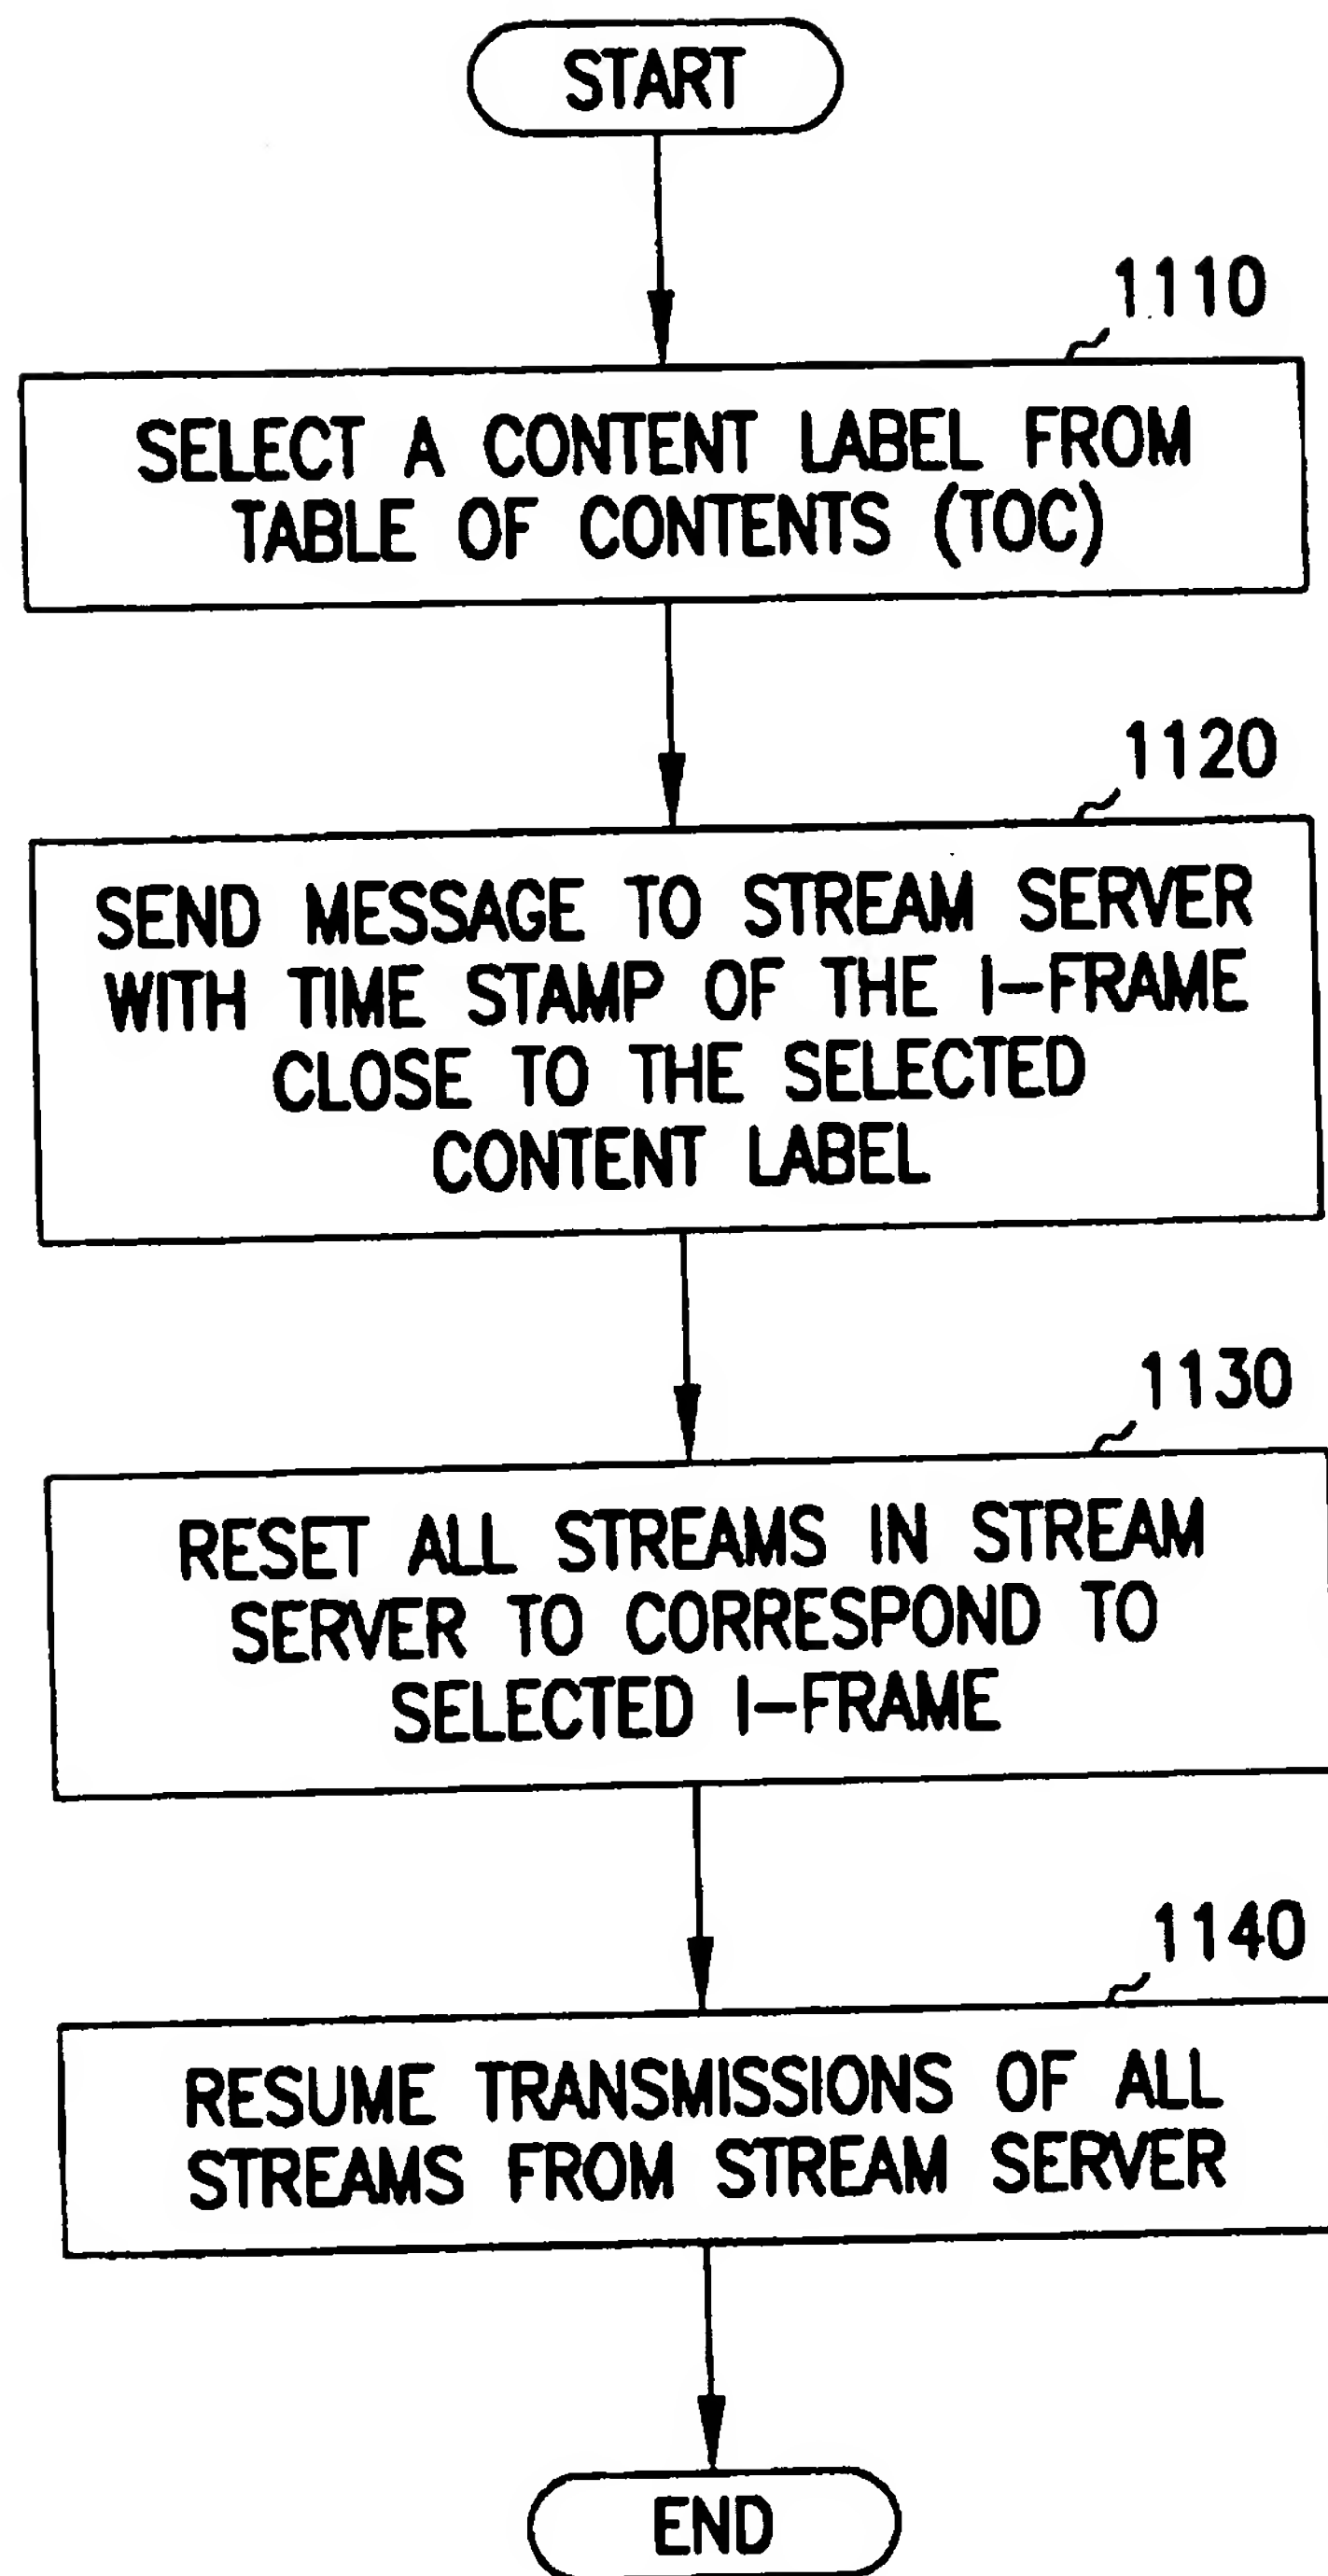 START
1110
SELECT A CONTENT LABEL FROM
TABLE OF CONTENTS (TOC)
1120
SEND MESSAGE TO STREAM SERVER
WITH TIME STAMP OF THE I-FRAME
CLOSE TO THE SELECTED
CONTENT LABEL
1130
RESET ALL STREAMS IN STREAM
SERVER TO CORRESPOND TO
SELECTED I-FRAME
1140
RESUME TRANSMISSIONS OF ALL
STREAMS FROM STREAM SERVER
END